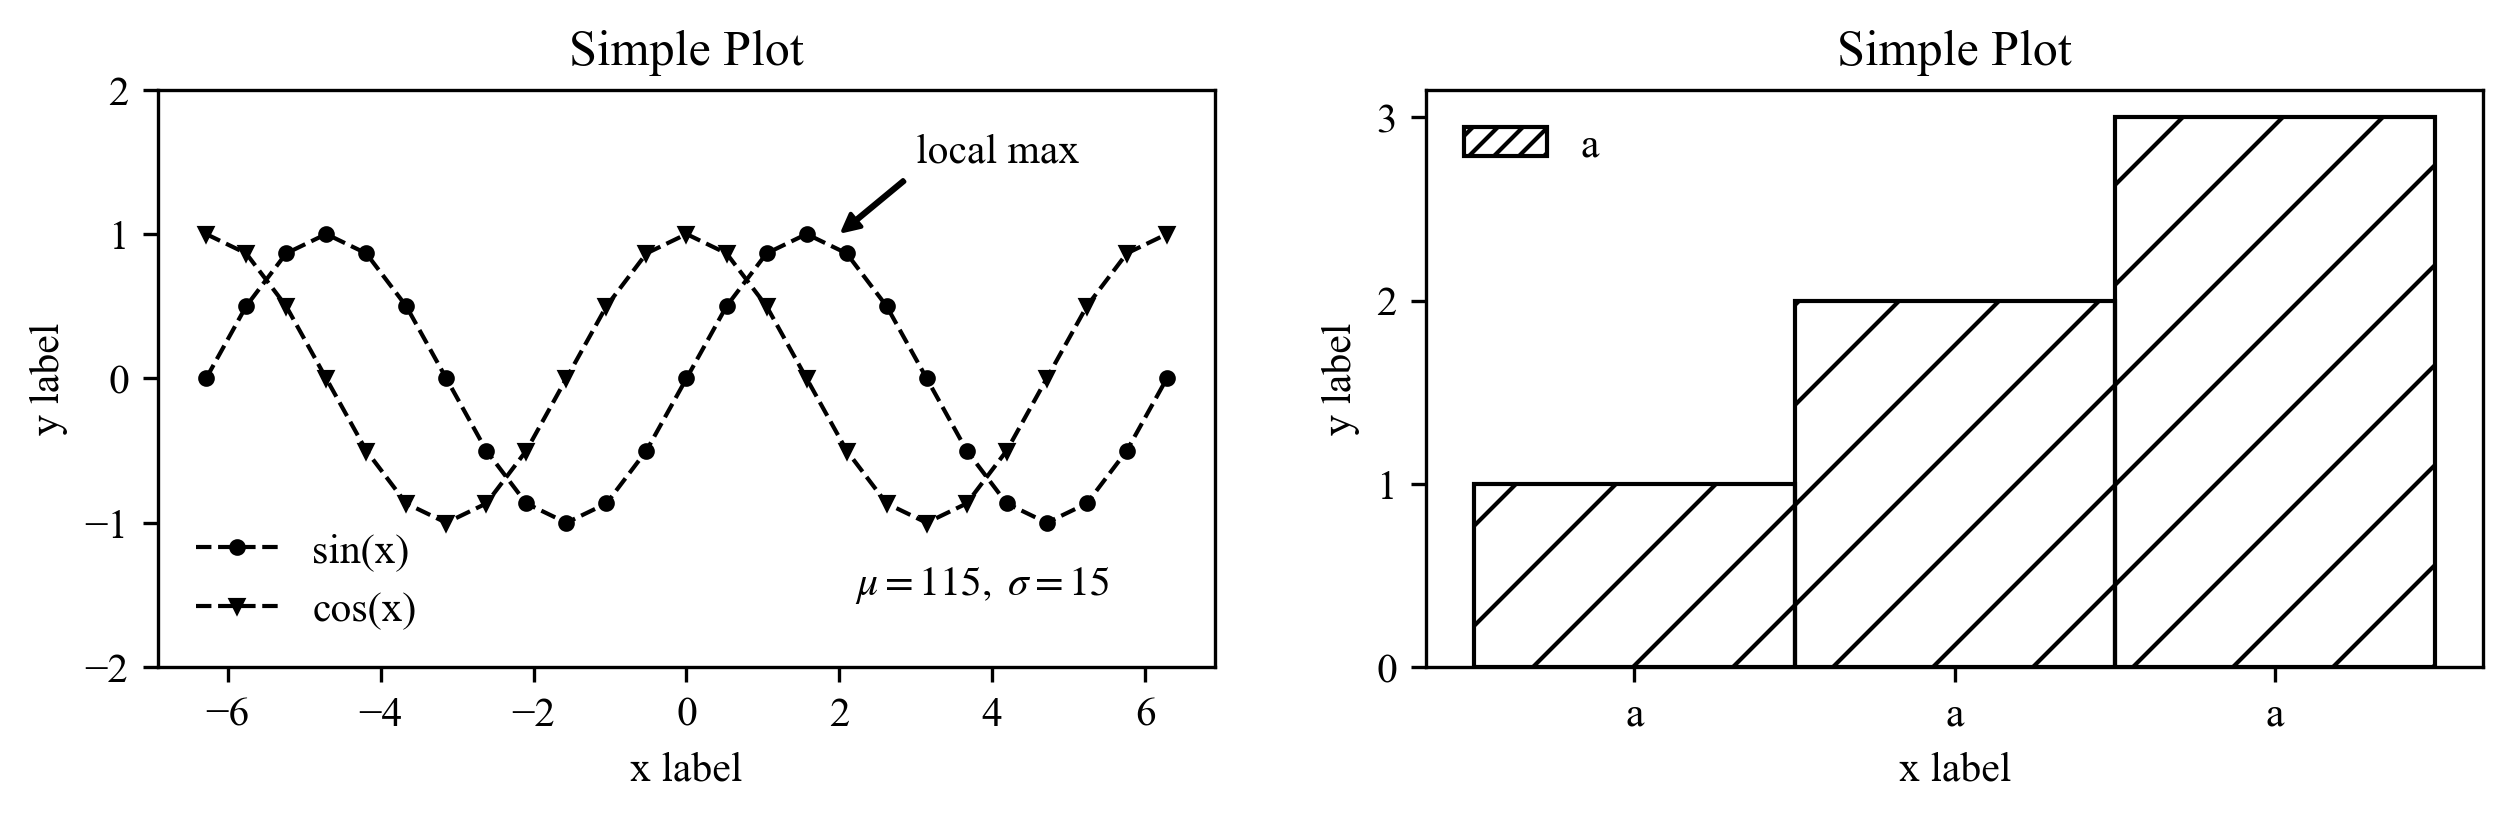 Simple Plot
2
1
0
−1
−2
y label
local max
sin(x)
cos(x)
μ = 115, σ = 15
−6 −4 −2 0 2 4 6
x label
Simple Plot
3
2
1
0
y label
a
a a a
x label